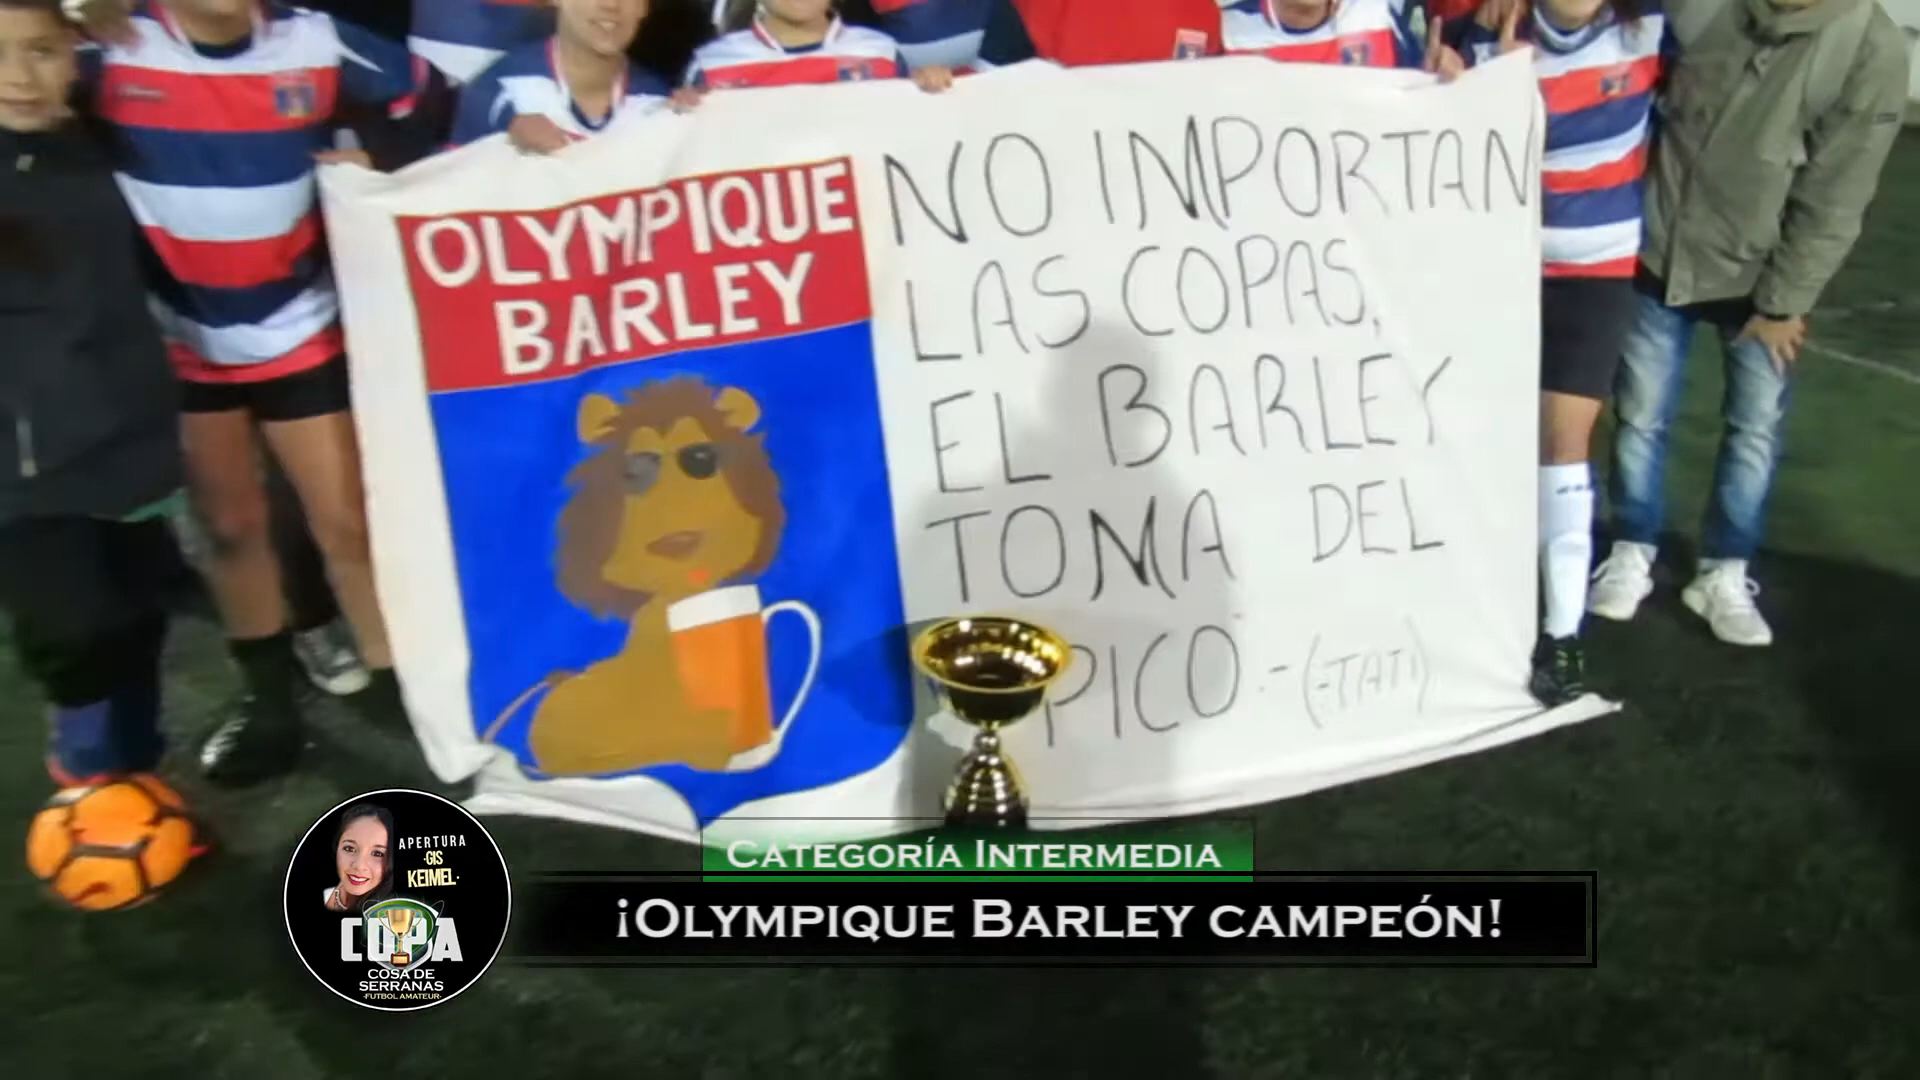 OLYMPIQUE
BARLEY
NO IMPORTAN
LAS COPAS,
EL BARLEY
TOMA DEL
PICO.-(-TATI)
CATEGORÍA INTERMEDIA
¡OLYMPIQUE BARLEY CAMPEÓN!
APERTURA
·GIS
KEIMEL·
COPA
COSA DE
SERRANAS
·FUTBOL AMATEUR·